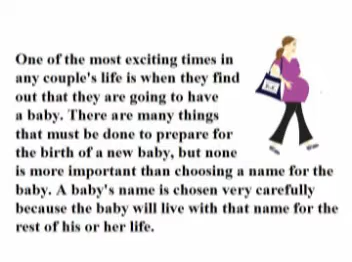 One of the most exciting times in
any couple's life is when they find
out that they are going to have
a baby. There are many things
that must be done to prepare for
the birth of a new baby, but none
is more important than choosing a name for the
baby. A baby's name is chosen very carefully
because the baby will live with that name for the
rest of his or her life.